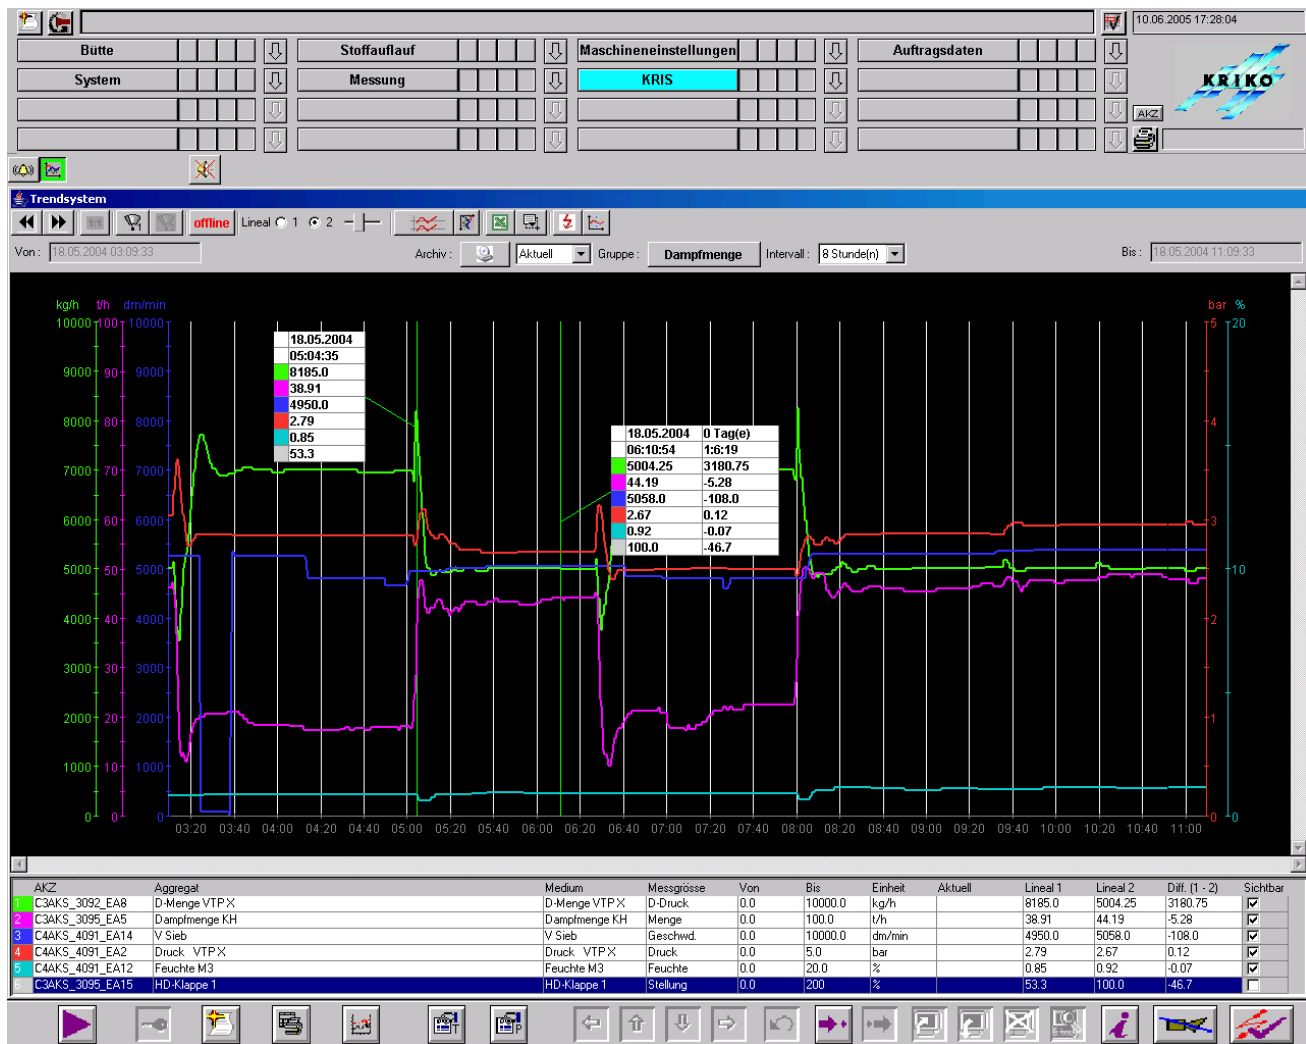 10.06.2005 17:28:04
Bütte Stoffauflauf Maschineneinstellungen Auftragsdaten
System Messung KRIS
KRIKO
AKZ
Trendsystem
1:1 offline Lineal 1 2
Von : 18.05.2004 03:09:33 Archiv : Aktuell Gruppe : Dampfmenge Intervall : 8 Stunde(n) Bis : 18.05.2004 11:09:33
kg/h t/h dm/min bar %
10000 100 10000 5 20
9000 90 9000
8000 80 8000 4
7000 70 7000
6000 60 6000 3
5000 50 5000 10
4000 40 4000 2
3000 30 3000
2000 20 2000 1
1000 10 1000
0 0 0 0 0
18.05.2004
05:04:35
8185.0
38.91
4950.0
2.79
0.85
53.3
18.05.2004 0 Tag(e)
06:10:54 1:6:19
5004.25 3180.75
44.19 -5.28
5058.0 -108.0
2.67 0.12
0.92 -0.07
100.0 -46.7
03:20 03:40 04:00 04:20 04:40 05:00 05:20 05:40 06:00 06:20 06:40 07:00 07:20 07:40 08:00 08:20 08:40 09:00 09:20 09:40 10:00 10:20 10:40 11:00
AKZ Aggregat Medium Messgrösse Von Bis Einheit Aktuell Lineal 1 Lineal 2 Diff. (1 - 2) Sichtbar
1 C3AKS_3092_EA8 D-Menge VTP X D-Menge VTP X D-Druck 0.0 10000.0 kg/h 8185.0 5004.25 3180.75
2 C3AKS_3095_EA5 Dampfmenge KH Dampfmenge KH Menge 0.0 100.0 t/h 38.91 44.19 -5.28
3 C4AKS_4091_EA14 V Sieb V Sieb Geschwd. 0.0 10000.0 dm/min 4950.0 5058.0 -108.0
4 C4AKS_4091_EA2 Druck VTP X Druck VTP X Druck 0.0 5.0 bar 2.79 2.67 0.12
5 C4AKS_4091_EA12 Feuchte M3 Feuchte M3 Feuchte 0.0 20.0 % 0.85 0.92 -0.07
6 C3AKS_3095_EA15 HD-Klappe 1 HD-Klappe 1 Stellung 0.0 200 % 53.3 100.0 -46.7
T P i